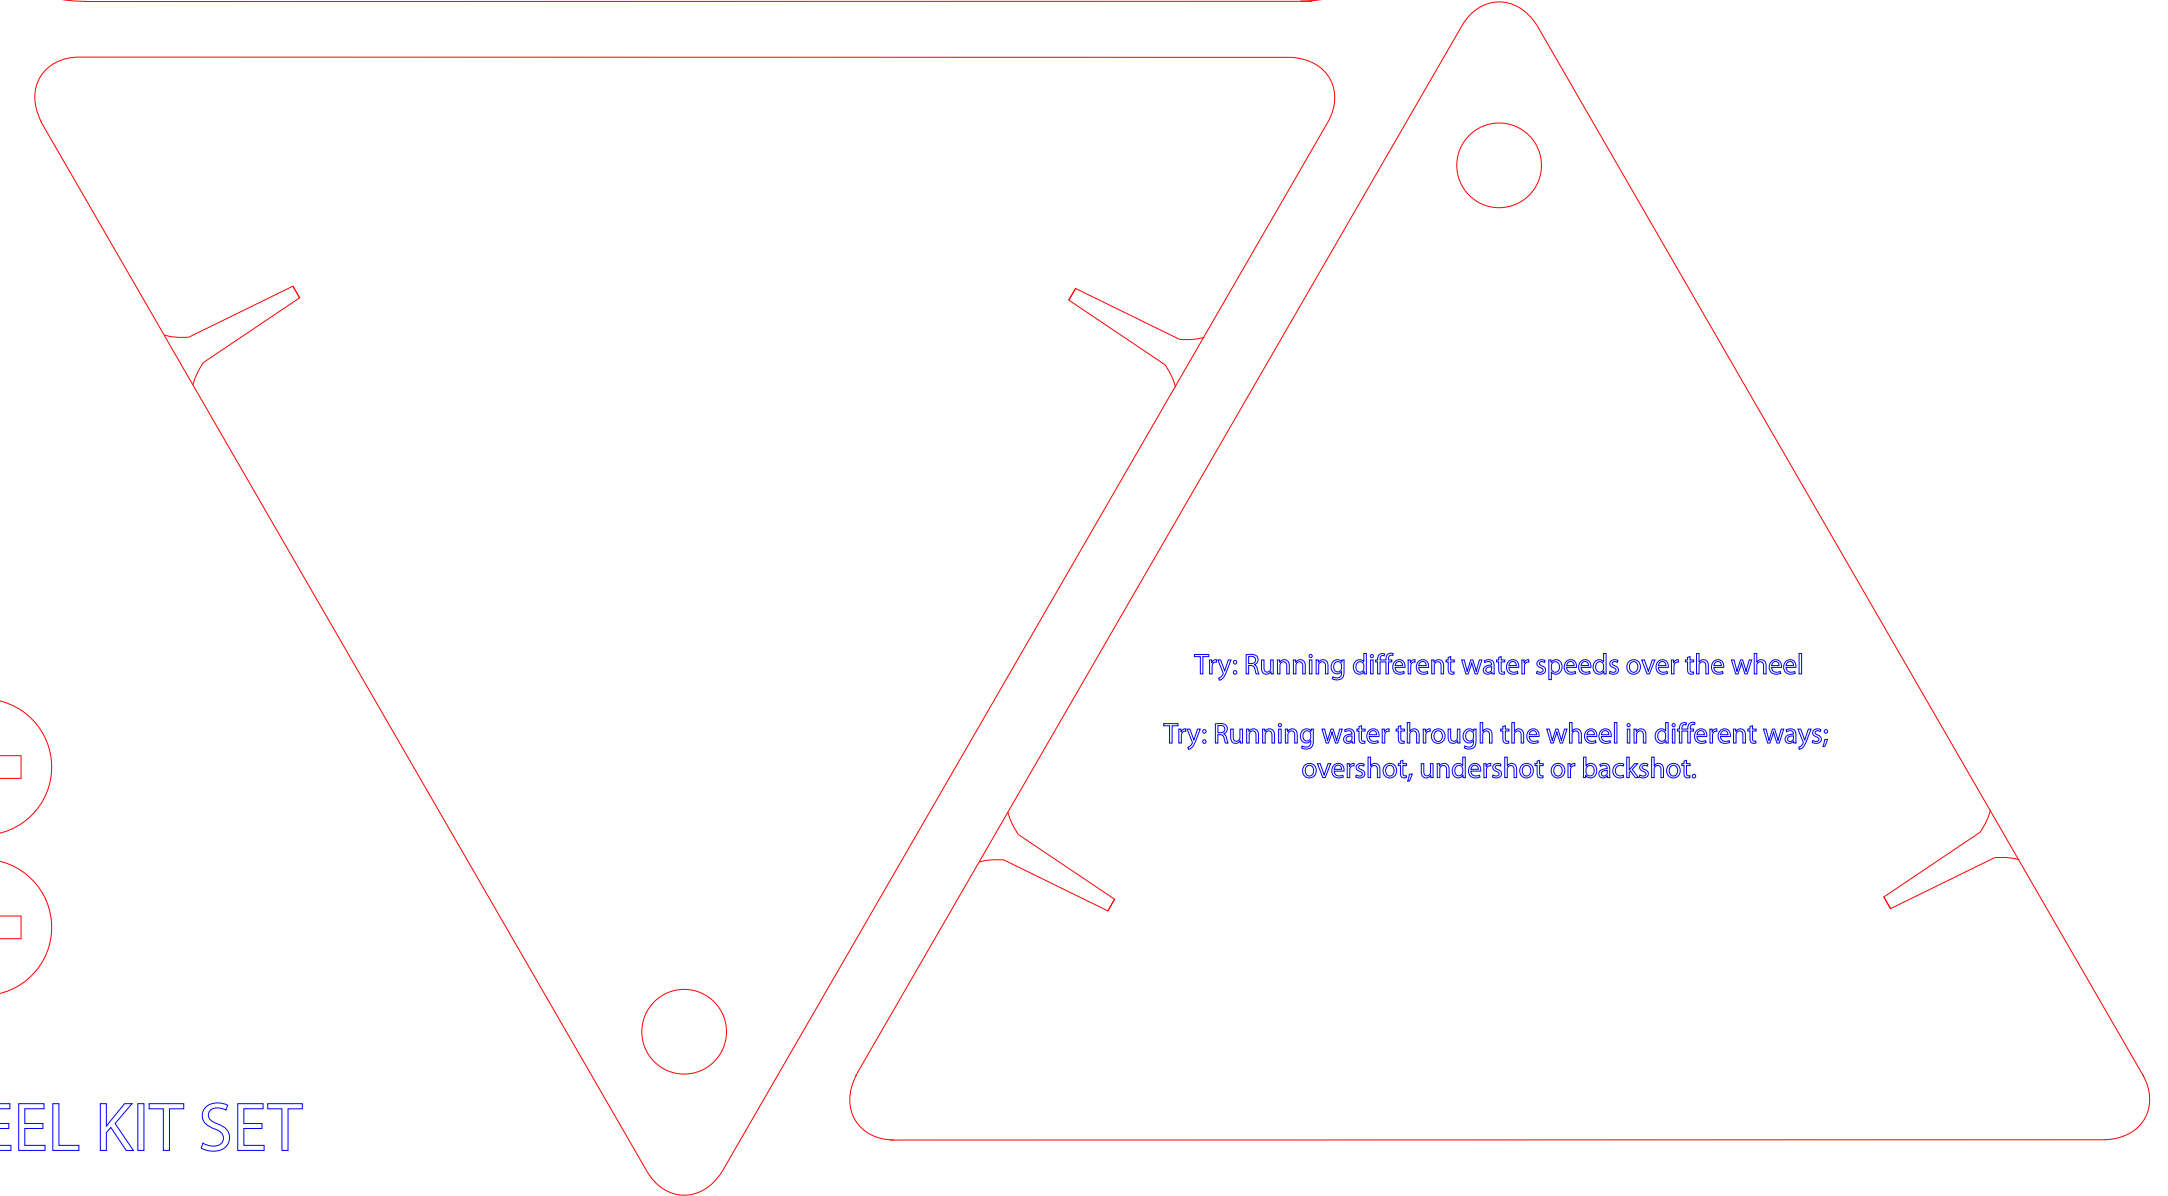 Try: Running different water speeds over the wheel
Try: Running water through the wheel in different ways;
overshot, undershot or backshot.
EEL KIT SET